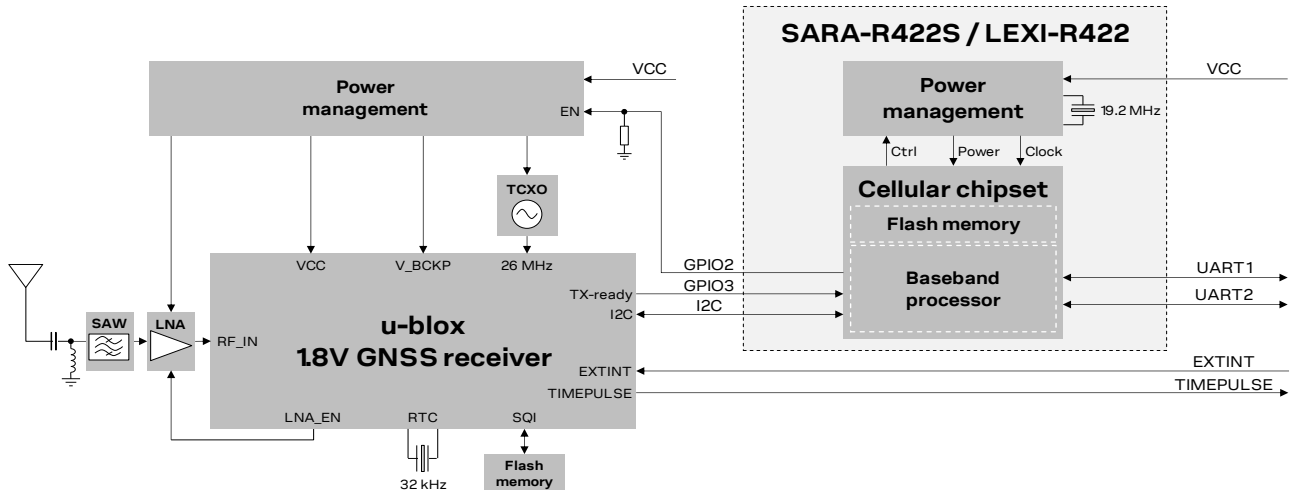 SARA-R422S / LEXI-R422
VCC
VCC
Power
management
Power
management
EN
19.2 MHz
Ctrl
Power
Clock
TCXO
Cellular chipset
Flash memory
VCC
V_BCKP
26 MHz
GPIO2
Baseband
processor
UART1
TX-ready
GPIO3
UART2
I2C
I2C
SAW
LNA
RF_IN
u-blox
1.8V GNSS receiver
EXTINT
EXTINT
TIMEPULSE
TIMEPULSE
LNA_EN
RTC
SQI
32 kHz
Flash
memory